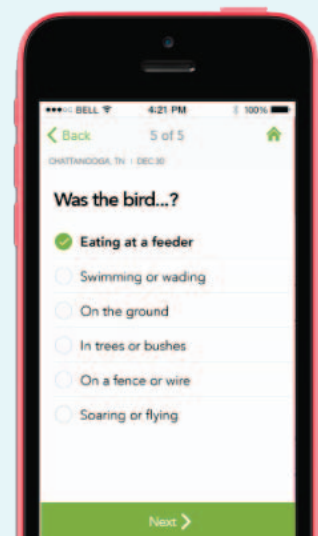 BELL 4:21 PM 100%
Back 5 of 5
CHATTANOOGA, TN | DEC 30
Was the bird...?
Eating at a feeder
Swimming or wading
On the ground
In trees or bushes
On a fence or wire
Soaring or flying
Next